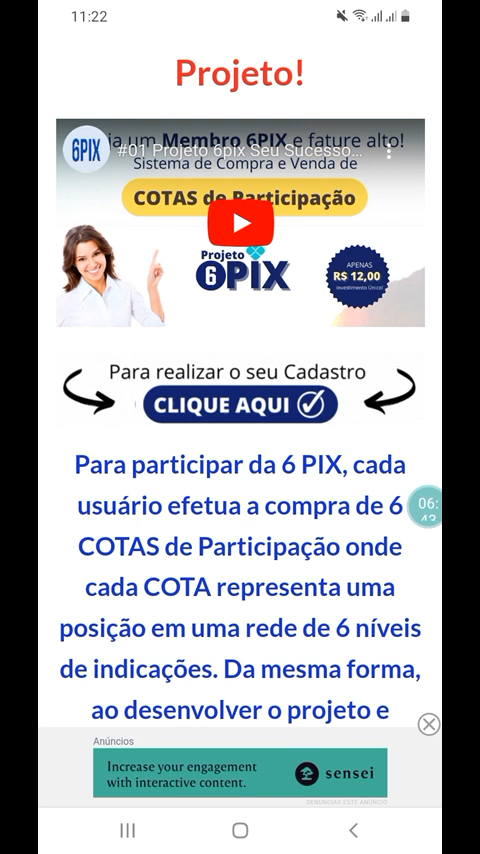 11:22
Projeto!
ja um Membro 6PIX e fature alto!
6PIX
#01 Projeto 6pix Seu Sucesso...
Sistema de Compra e Venda de
COTAS de Participação
Projeto
6PIX
APENAS
R$ 12,00
Investimento Único!
Para realizar o seu Cadastro
CLIQUE AQUI
Para participar da 6 PIX, cada
usuário efetua a compra de 6
COTAS de Participação onde
cada COTA representa uma
posição em uma rede de 6 níveis
de indicações. Da mesma forma,
ao desenvolver o projeto e
06:
43
Anúncios
Increase your engagement
with interactive content.
sensei
DENUNCIAR ESTE ANÚNCIO